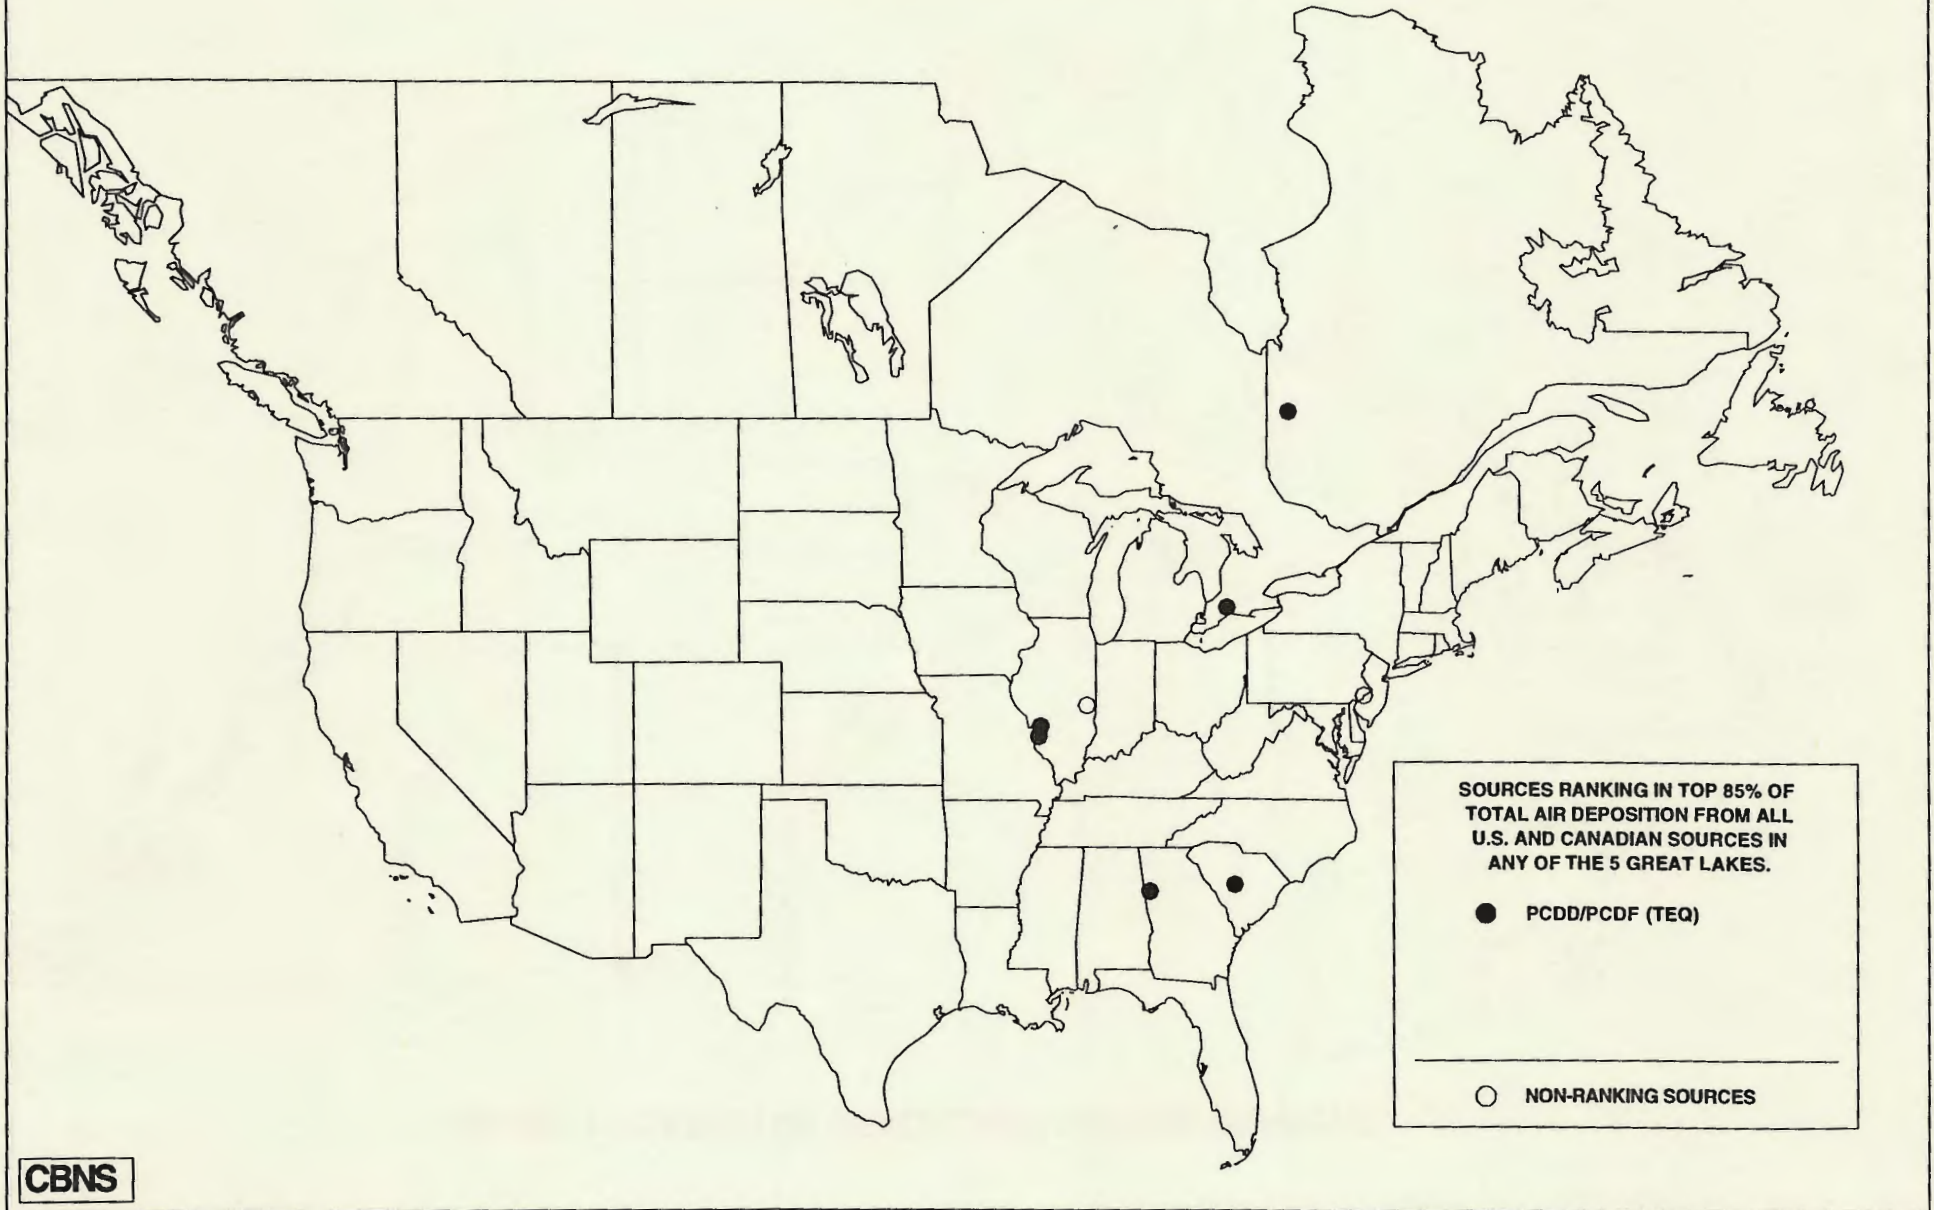 SOURCES RANKING IN TOP 85% OF
TOTAL AIR DEPOSITION FROM ALL
U.S. AND CANADIAN SOURCES IN
ANY OF THE 5 GREAT LAKES.
PCDD/PCDF (TEQ)
NON-RANKING SOURCES
CBNS